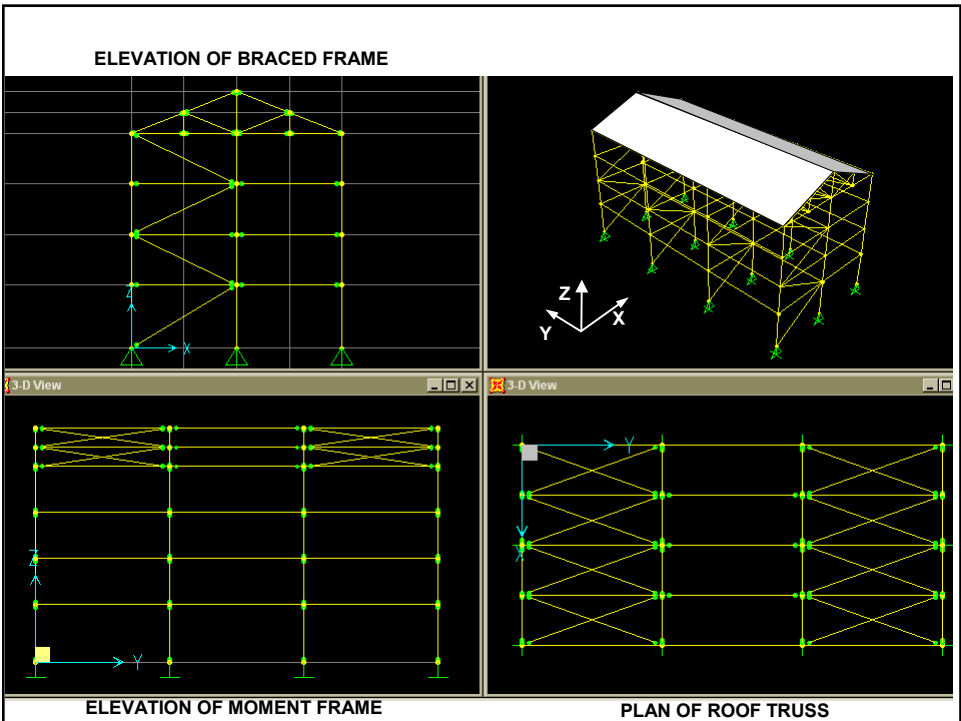 ELEVATION OF BRACED FRAME
Z
X
Z
X
Y
3-D View
3-D View
Z
Y
Y
X
ELEVATION OF MOMENT FRAME
PLAN OF ROOF TRUSS